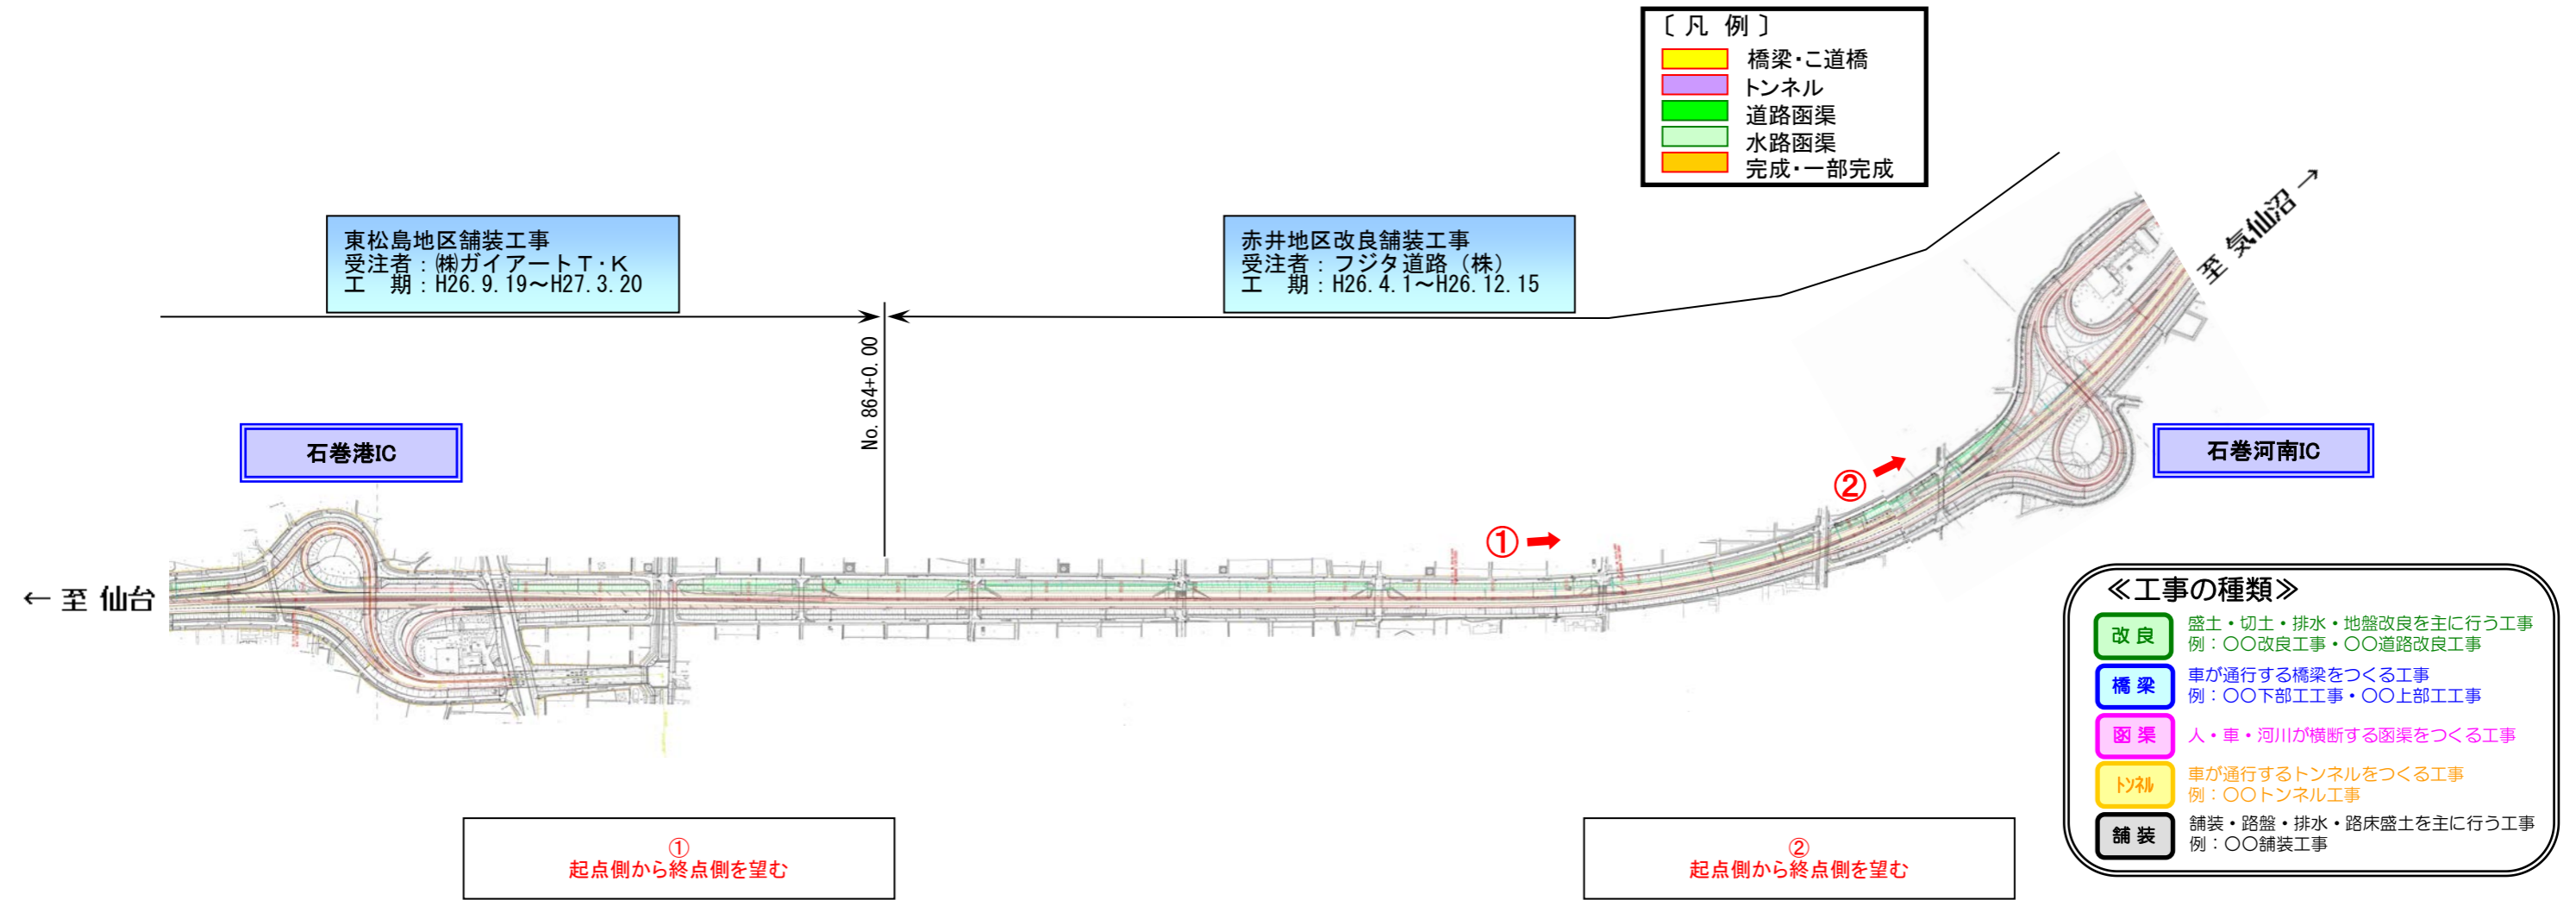 〔 凡 例 〕
橋梁・こ道橋
トンネル
道路函渠
水路函渠
完成・一部完成
東松島地区舗装工事
受注者：㈱ガイアートＴ・Ｋ
工　期：H26.9.19～H27.3.20
赤井地区改良舗装工事
受注者：フジタ道路（株）
工　期：H26.4.1～H26.12.15
No.864+0.00
至 気仙沼 →
石巻港IC
石巻河南IC
②
①
← 至 仙台
≪工事の種類≫
改 良
盛土・切土・排水・地盤改良を主に行う工事
例：〇〇改良工事・〇〇道路改良工事
橋 梁
車が通行する橋梁をつくる工事
例：〇〇下部工工事・〇〇上部工工事
函 渠
人・車・河川が横断する函渠をつくる工事
トンネル
車が通行するトンネルをつくる工事
例：〇〇トンネル工事
舗 装
舗装・路盤・排水・路床盛土を主に行う工事
例：〇〇舗装工事
①
起点側から終点側を望む
②
起点側から終点側を望む